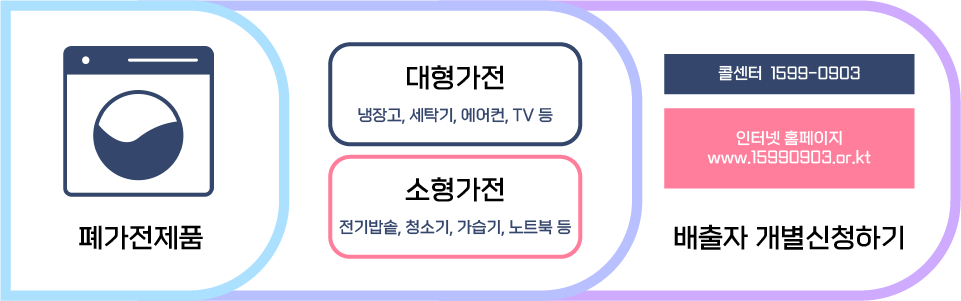 폐가전제품
대형가전
냉장고, 세탁기, 에어컨, TV 등
소형가전
전기밥솥, 청소기, 가습기, 노트북 등
콜센터 1599-0903
인터넷 홈페이지
www.15990903.or.kt
배출자 개별신청하기